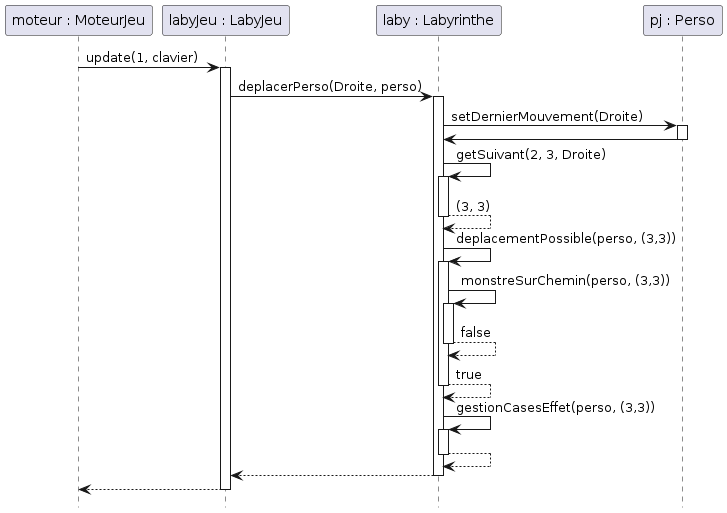 moteur : MoteurJeu
labyJeu : LabyJeu
laby : Labyrinthe
pj : Perso
update(1, clavier)
deplacerPerso(Droite, perso)
setDernierMouvement(Droite)
getSuivant(2, 3, Droite)
(3, 3)
deplacementPossible(perso, (3,3))
monstreSurChemin(perso, (3,3))
false
true
gestionCasesEffet(perso, (3,3))